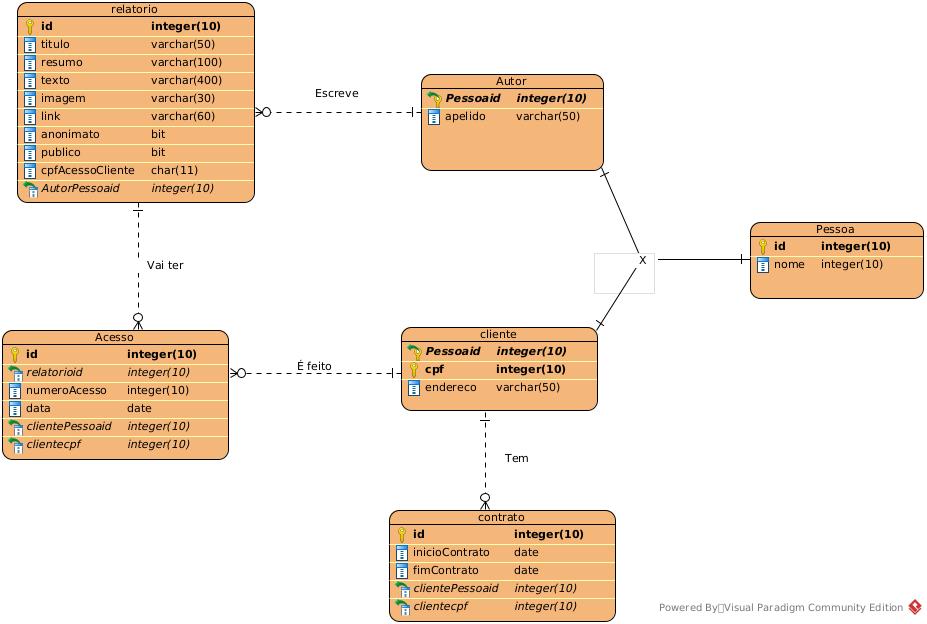 relatorio
id integer(10)
titulo varchar(50)
resumo varchar(100)
texto varchar(400)
imagem varchar(30)
link varchar(60)
anonimato bit
publico bit
cpfAcessoCliente char(11)
AutorPessoaid integer(10)
Escreve
Autor
Pessoaid integer(10)
apelido varchar(50)
Pessoa
id integer(10)
nome integer(10)
X
Vai ter
Acesso
id integer(10)
relatorioid integer(10)
numeroAcesso integer(10)
data date
clientePessoaid integer(10)
clientecpf integer(10)
É feito
cliente
Pessoaid integer(10)
cpf integer(10)
endereco varchar(50)
Tem
contrato
id integer(10)
inicioContrato date
fimContrato date
clientePessoaid integer(10)
clientecpf integer(10)
Powered By Visual Paradigm Community Edition